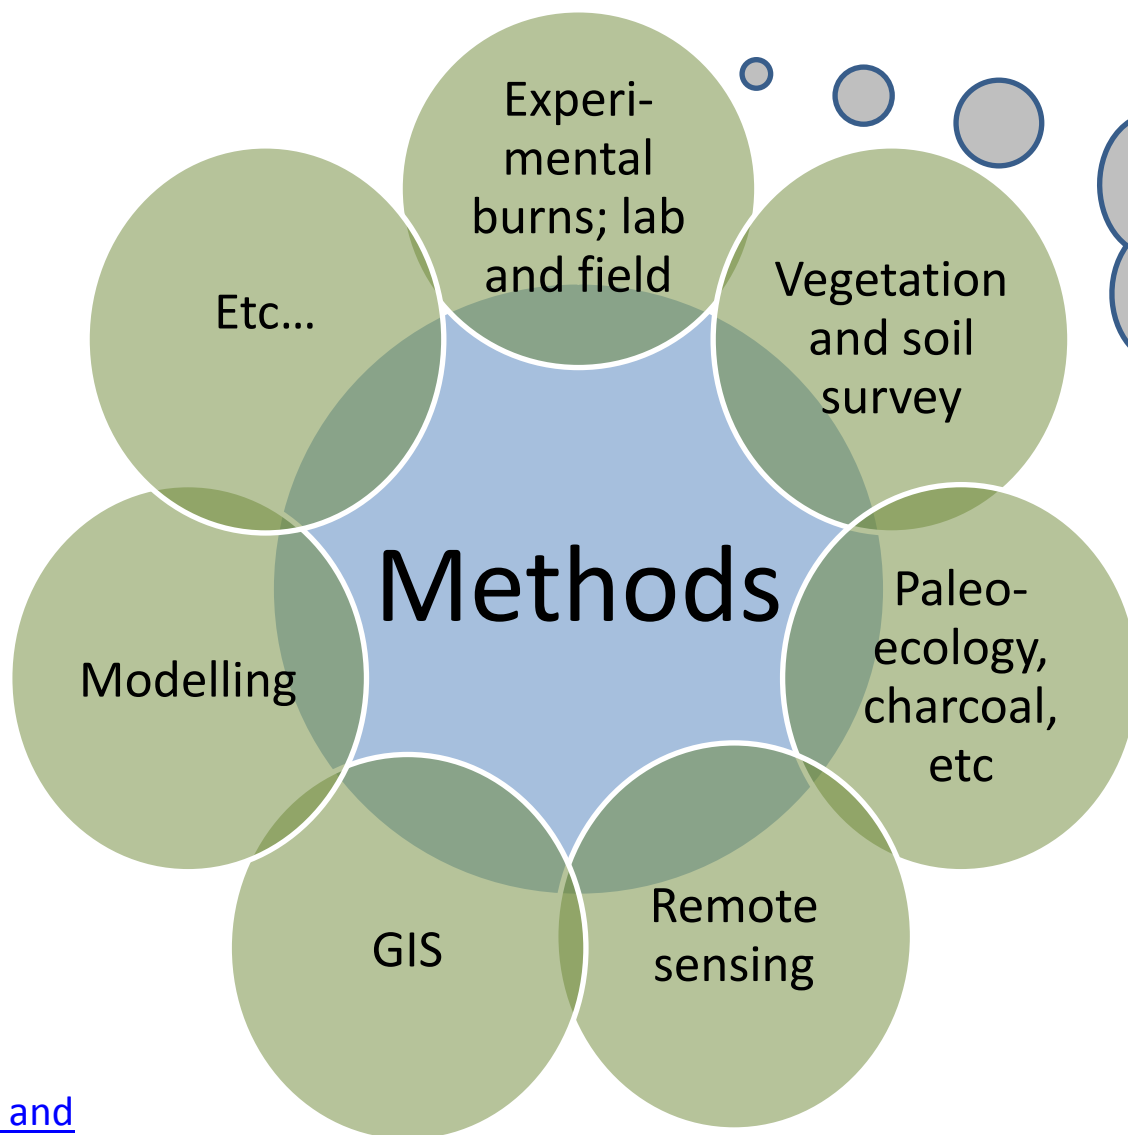 Experi-
mental
burns; lab
and field
Vegetation
and soil
survey
Etc...
Methods
Paleo-
ecology,
charcoal,
etc
Modelling
Remote
sensing
GIS
and